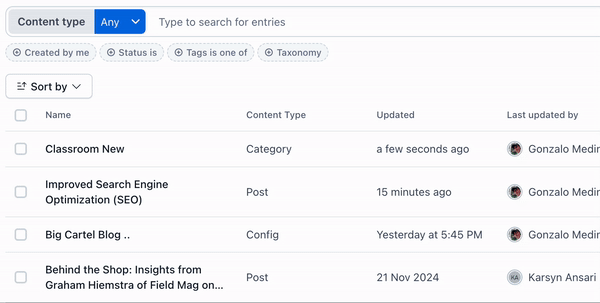 Content type Any Type to search for entries
Created by me Status is Tags is one of Taxonomy
Sort by
Name Content Type Updated Last updated by
Classroom New Category a few seconds ago Gonzalo Medin
Improved Search Engine
Optimization (SEO) Post 15 minutes ago Gonzalo Medin
Big Cartel Blog .. Config Yesterday at 5:45 PM Gonzalo Medin
Behind the Shop: Insights from
Graham Hiemstra of Field Mag on... Post 21 Nov 2024 KA Karsyn Ansari